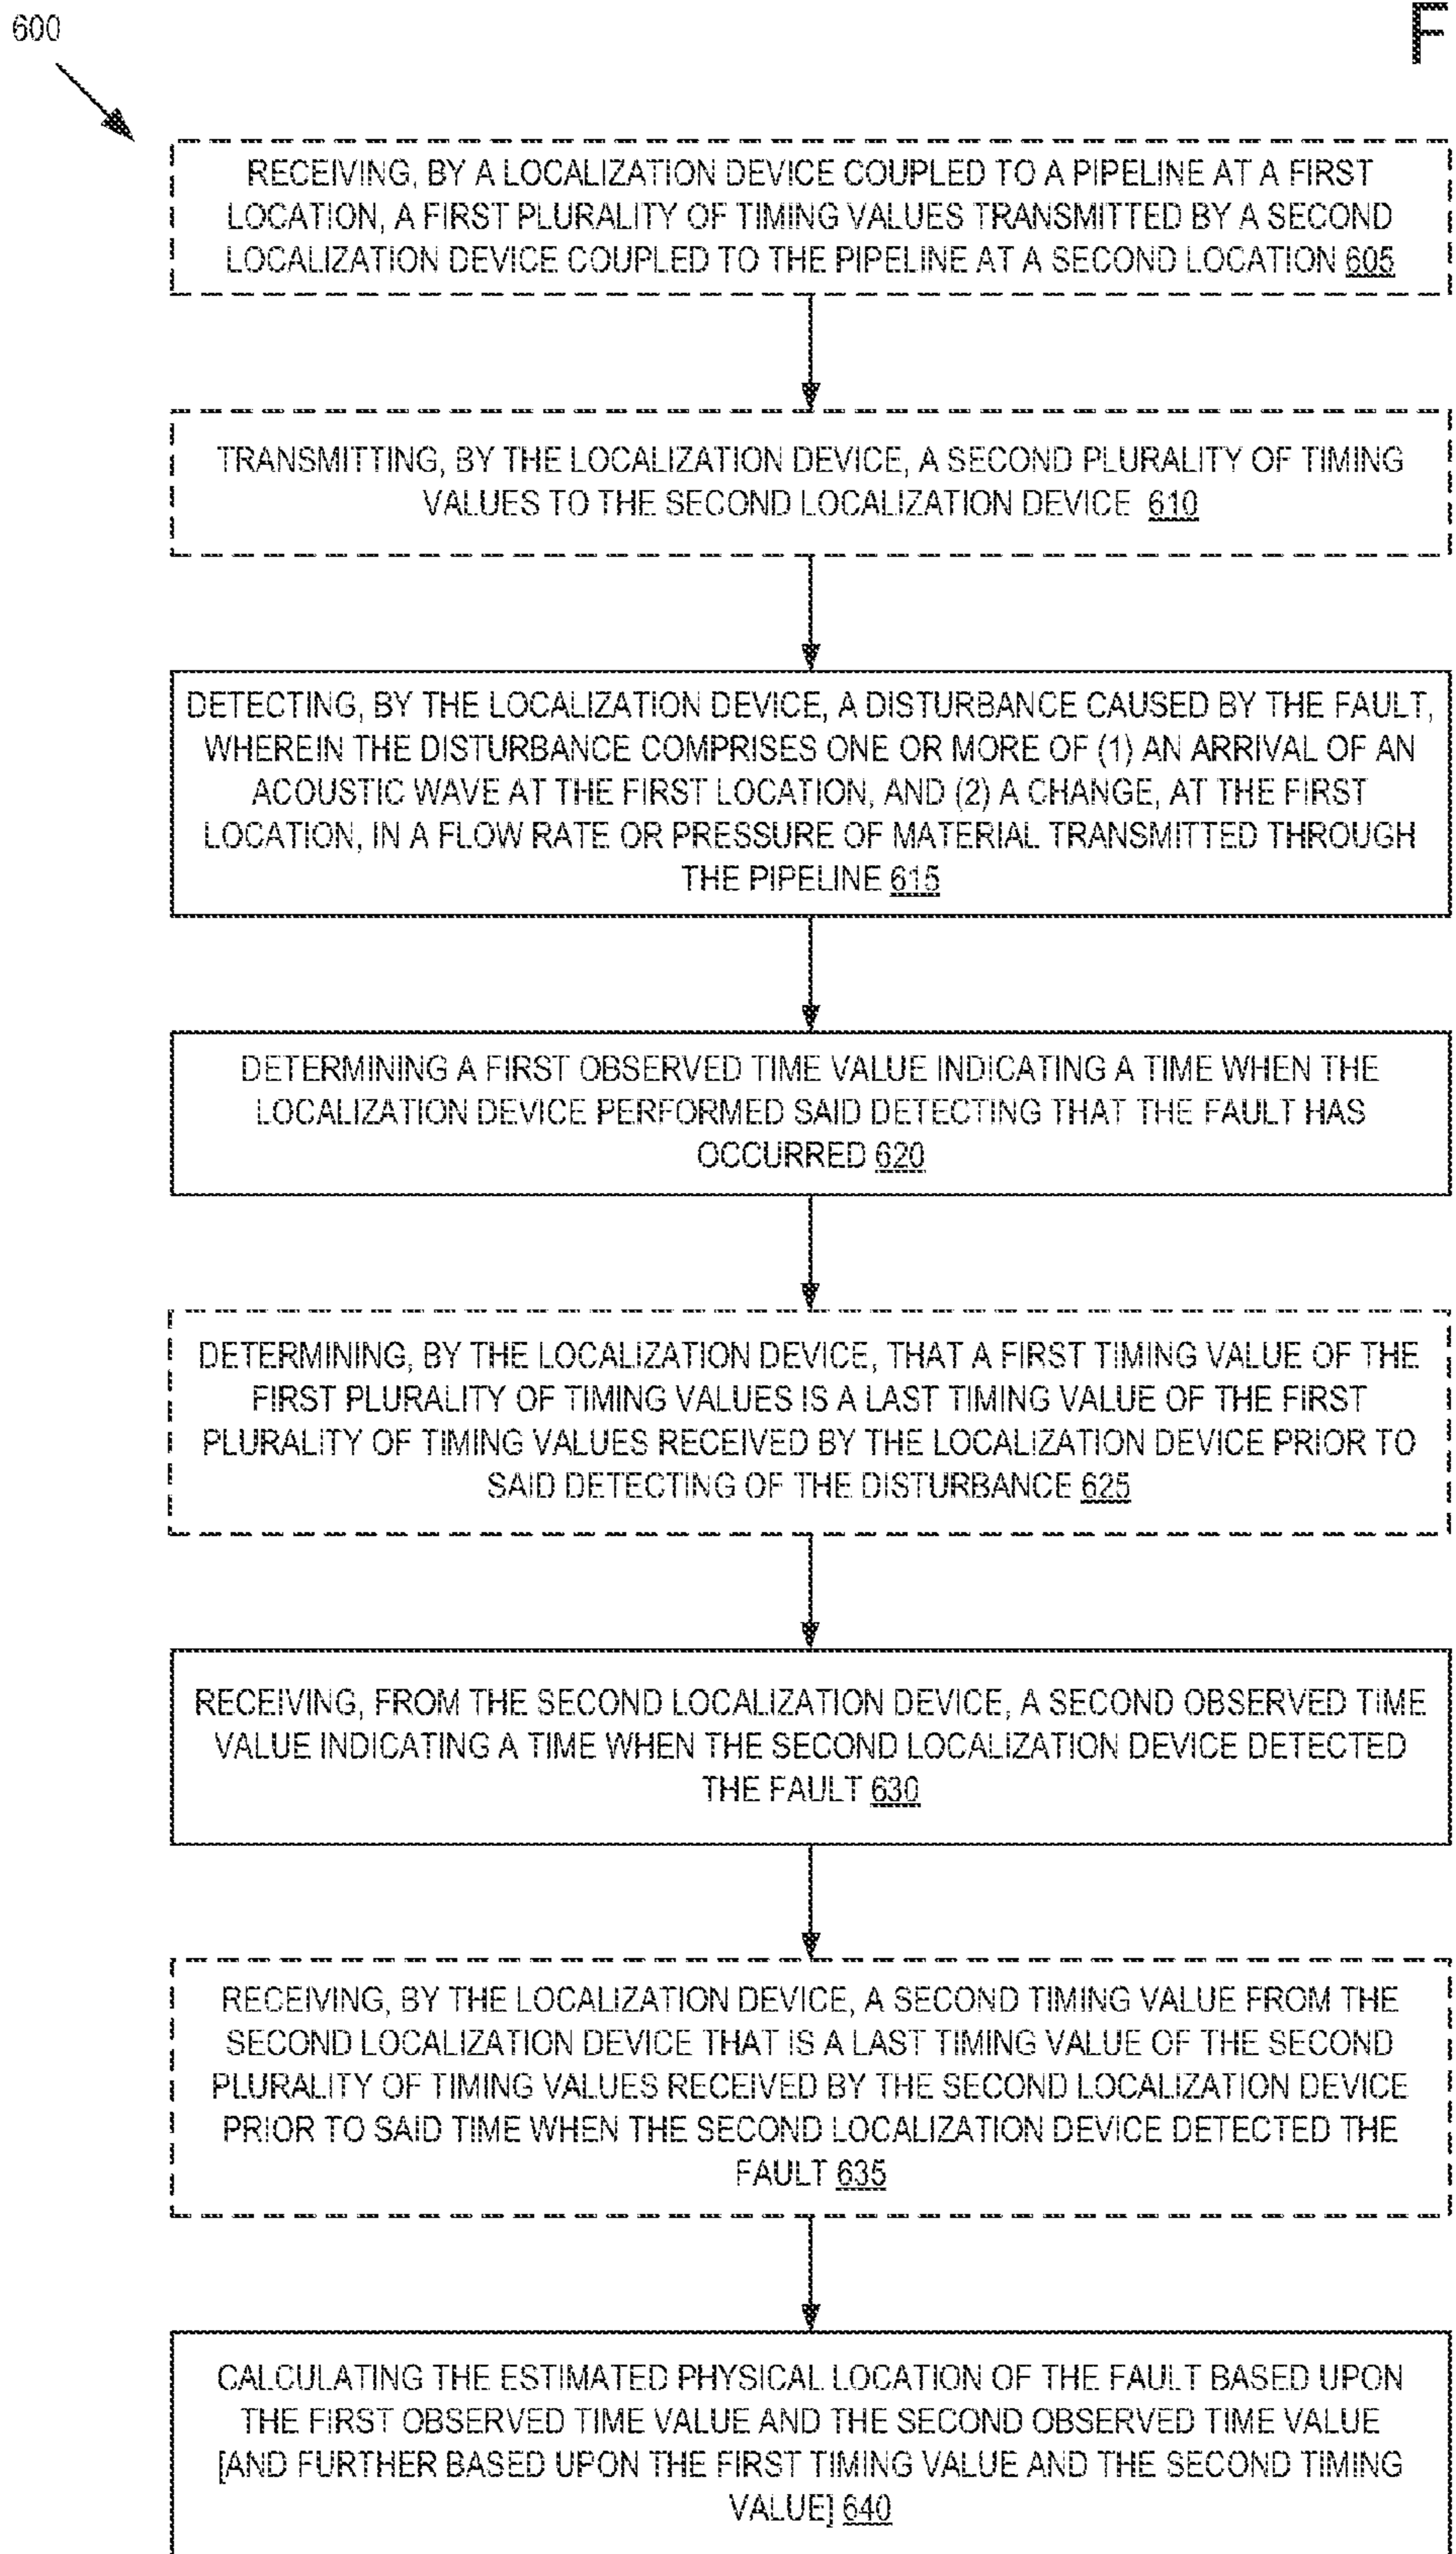 600
F
RECEIVING, BY A LOCALIZATION DEVICE COUPLED TO A PIPELINE AT A FIRST
LOCATION, A FIRST PLURALITY OF TIMING VALUES TRANSMITTED BY A SECOND
LOCALIZATION DEVICE COUPLED TO THE PIPELINE AT A SECOND LOCATION 605
TRANSMITTING, BY THE LOCALIZATION DEVICE, A SECOND PLURALITY OF TIMING
VALUES TO THE SECOND LOCALIZATION DEVICE 610
DETECTING, BY THE LOCALIZATION DEVICE, A DISTURBANCE CAUSED BY THE FAULT,
WHEREIN THE DISTURBANCE COMPRISES ONE OR MORE OF (1) AN ARRIVAL OF AN
ACOUSTIC WAVE AT THE FIRST LOCATION, AND (2) A CHANGE, AT THE FIRST
LOCATION, IN A FLOW RATE OR PRESSURE OF MATERIAL TRANSMITTED THROUGH
THE PIPELINE 615
DETERMINING A FIRST OBSERVED TIME VALUE INDICATING A TIME WHEN THE
LOCALIZATION DEVICE PERFORMED SAID DETECTING THAT THE FAULT HAS
OCCURRED 620
DETERMINING, BY THE LOCALIZATION DEVICE, THAT A FIRST TIMING VALUE OF THE
FIRST PLURALITY OF TIMING VALUES IS A LAST TIMING VALUE OF THE FIRST
PLURALITY OF TIMING VALUES RECEIVED BY THE LOCALIZATION DEVICE PRIOR TO
SAID DETECTING OF THE DISTURBANCE 625
RECEIVING, FROM THE SECOND LOCALIZATION DEVICE, A SECOND OBSERVED TIME
VALUE INDICATING A TIME WHEN THE SECOND LOCALIZATION DEVICE DETECTED
THE FAULT 630
RECEIVING, BY THE LOCALIZATION DEVICE, A SECOND TIMING VALUE FROM THE
SECOND LOCALIZATION DEVICE THAT IS A LAST TIMING VALUE OF THE SECOND
PLURALITY OF TIMING VALUES RECEIVED BY THE SECOND LOCALIZATION DEVICE
PRIOR TO SAID TIME WHEN THE SECOND LOCALIZATION DEVICE DETECTED THE
FAULT 635
CALCULATING THE ESTIMATED PHYSICAL LOCATION OF THE FAULT BASED UPON
THE FIRST OBSERVED TIME VALUE AND THE SECOND OBSERVED TIME VALUE
[AND FURTHER BASED UPON THE FIRST TIMING VALUE AND THE SECOND TIMING
VALUE] 640